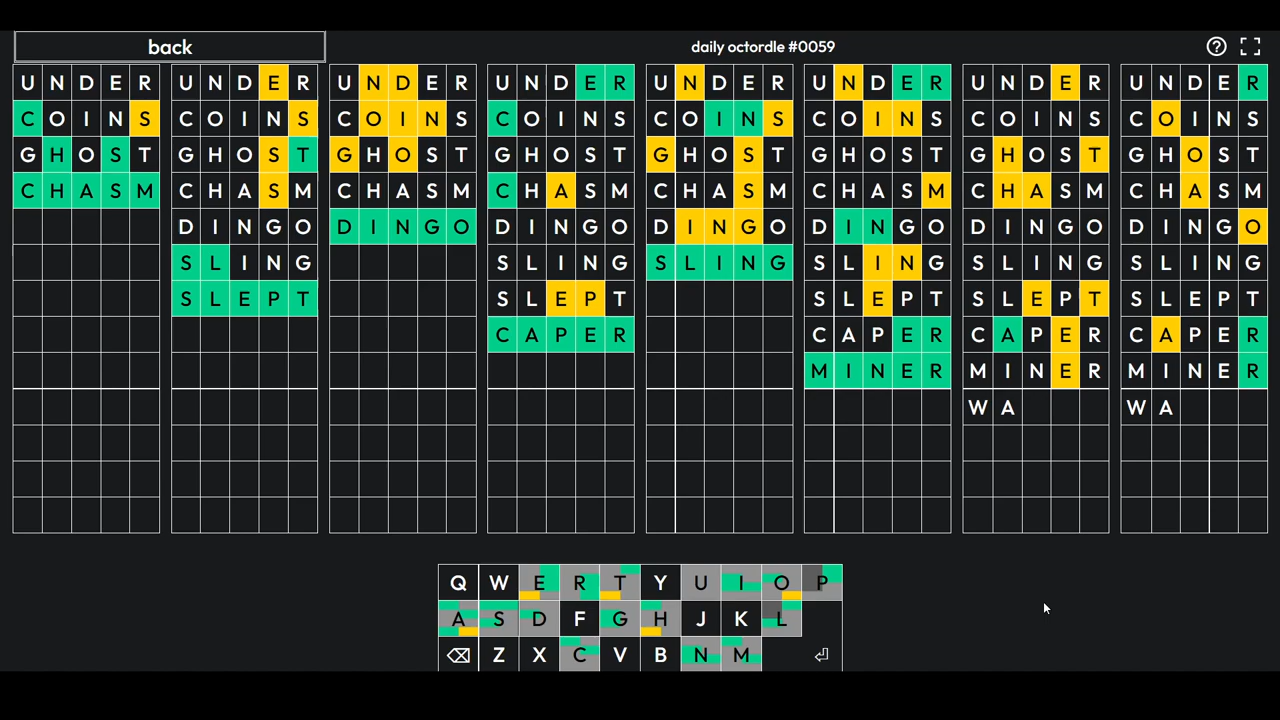 back
daily octordle #0059
UNDER UNDER UNDER UNDER UNDER UNDER UNDER UNDER
COINS COINS COINS COINS COINS COINS COINS COINS
GHOST GHOST GHOST GHOST GHOST GHOST GHOST GHOST
CHASM CHASM CHASM CHASM CHASM CHASM CHASM CHASM
DINGO DINGO DINGO DINGO DINGO DINGO DINGO
SLING SLING SLING SLING SLING SLING
SLEPT SLEPT SLEPT SLEPT SLEPT
CAPER CAPER CAPER CAPER
MINER MINER MINER
WA WA
Q W E R T Y U I O P
A S D F G H J K L
Z X C V B N M